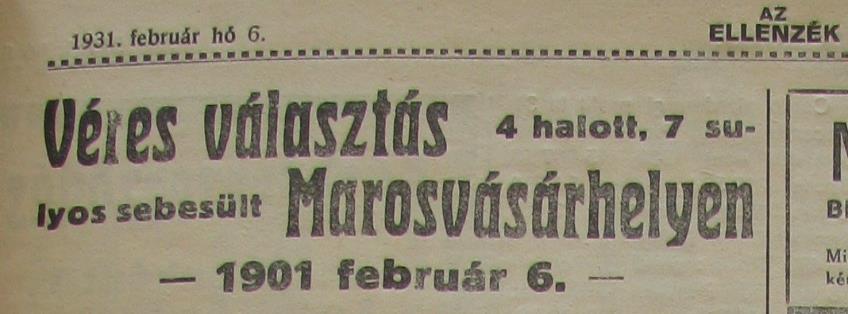 1931. február hó 6.
AZ
ELLENZÉK
Véres választás 4 halott, 7 su-
lyos sebesült Marosvásárhelyen
— 1901 február 6. —